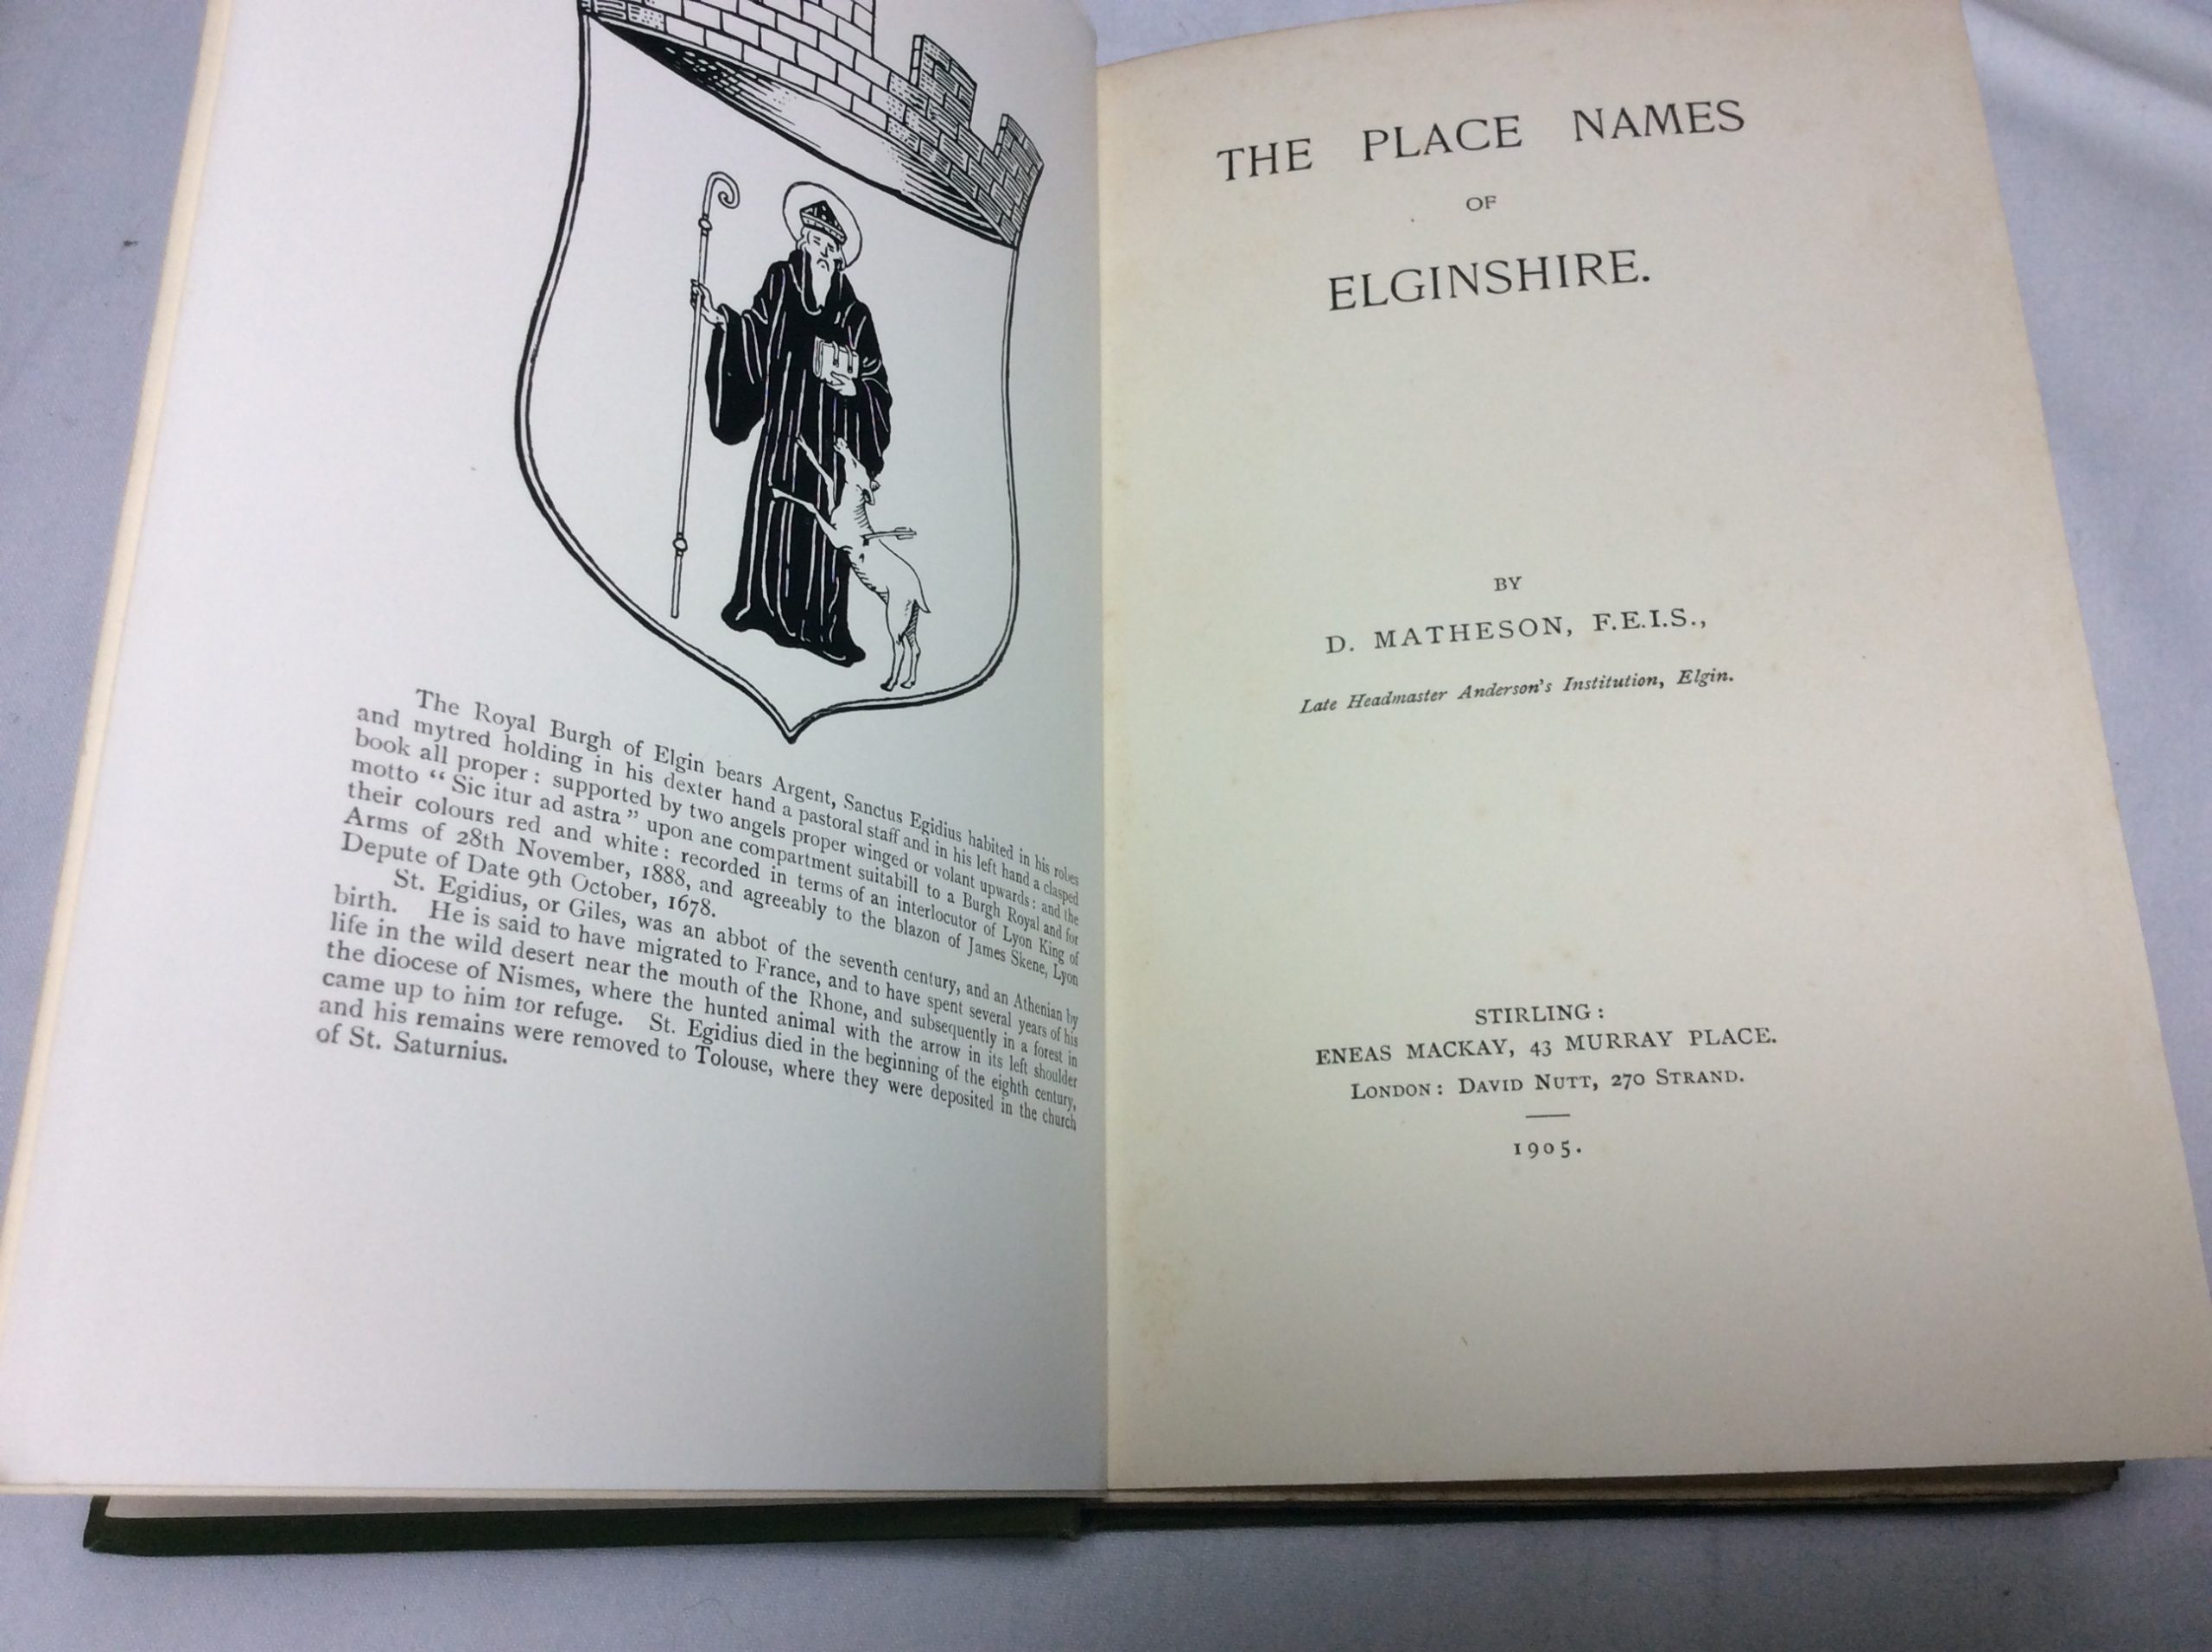 The Royal Burgh of Elgin bears Argent, Sanctus Egidius habited in his robes
and mytred holding in his dexter hand a pastoral staff and in his left hand a clasped
book all proper: supported by two angels proper winged or volant upwards: and the
motto “Sic itur ad astra” upon ane compartment suitabill to a Burgh Royal and for
their colours red and white: recorded in terms of an interlocutor of Lyon King of
Arms of 28th November, 1888, and agreeably to the blazon of James Skene, Lyon
Depute of Date 9th October, 1678.
St. Egidius, or Giles, was an abbot of the seventh century, and an Athenian by
birth. He is said to have migrated to France, and to have spent several years of his
life in the wild desert near the mouth of the Rhone, and subsequently in a forest in
the diocese of Nismes, where the hunted animal with the arrow in its left shoulder
came up to him tor refuge. St. Egidius died in the beginning of the eighth century,
and his remains were removed to Tolouse, where they were deposited in the church
of St. Saturnius.
THE PLACE NAMES
OF
ELGINSHIRE.
BY
D. MATHESON, F.E.I.S.,
Late Headmaster Anderson's Institution, Elgin.
STIRLING:
ENEAS MACKAY, 43 MURRAY PLACE.
LONDON: DAVID NUTT, 270 STRAND.
1905.